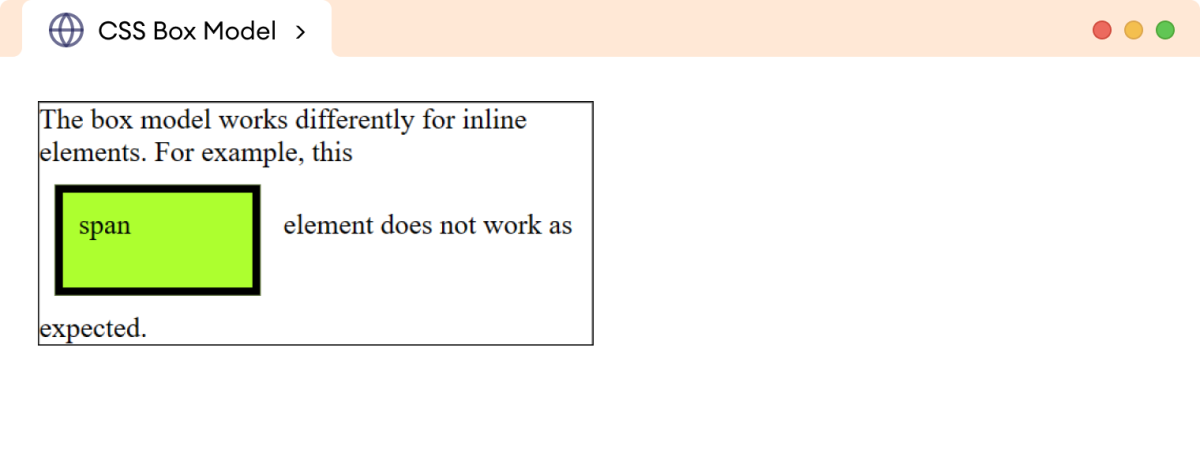 CSS Box Model
The box model works differently for inline
elements. For example, this
span element does not work as
expected.